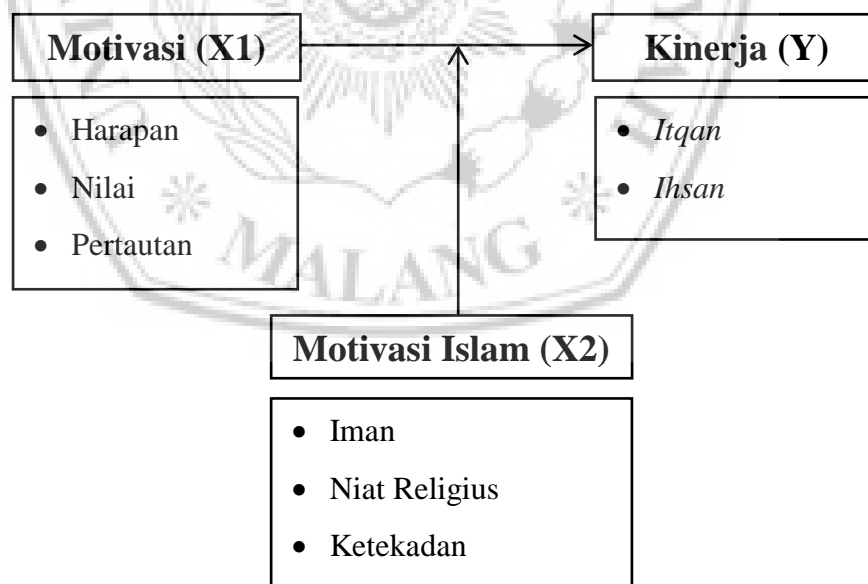 Motivasi (X1)
Kinerja (Y)
• Harapan
• Nilai
• Pertautan
• Itqan
• Ihsan
MALANG
Motivasi Islam (X2)
• Iman
• Niat Religius
• Ketekadan